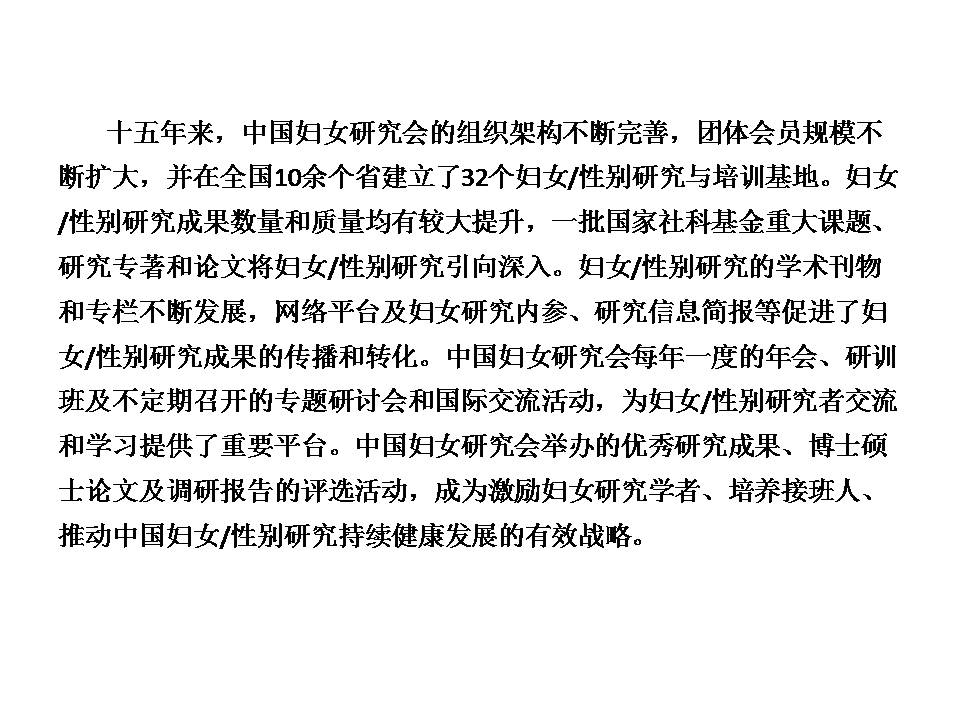 十五年来，中国妇女研究会的组织架构不断完善，团体会员规模不
断扩大，并在全国10余个省建立了32个妇女/性别研究与培训基地。妇女
/性别研究成果数量和质量均有较大提升，一批国家社科基金重大课题、
研究专著和论文将妇女/性别研究引向深入。妇女/性别研究的学术刊物
和专栏不断发展，网络平台及妇女研究内参、研究信息简报等促进了妇
女/性别研究成果的传播和转化。中国妇女研究会每年一度的年会、研训
班及不定期召开的专题研讨会和国际交流活动，为妇女/性别研究者交流
和学习提供了重要平台。中国妇女研究会举办的优秀研究成果、博士硕
士论文及调研报告的评选活动，成为激励妇女研究学者、培养接班人、
推动中国妇女/性别研究持续健康发展的有效战略。